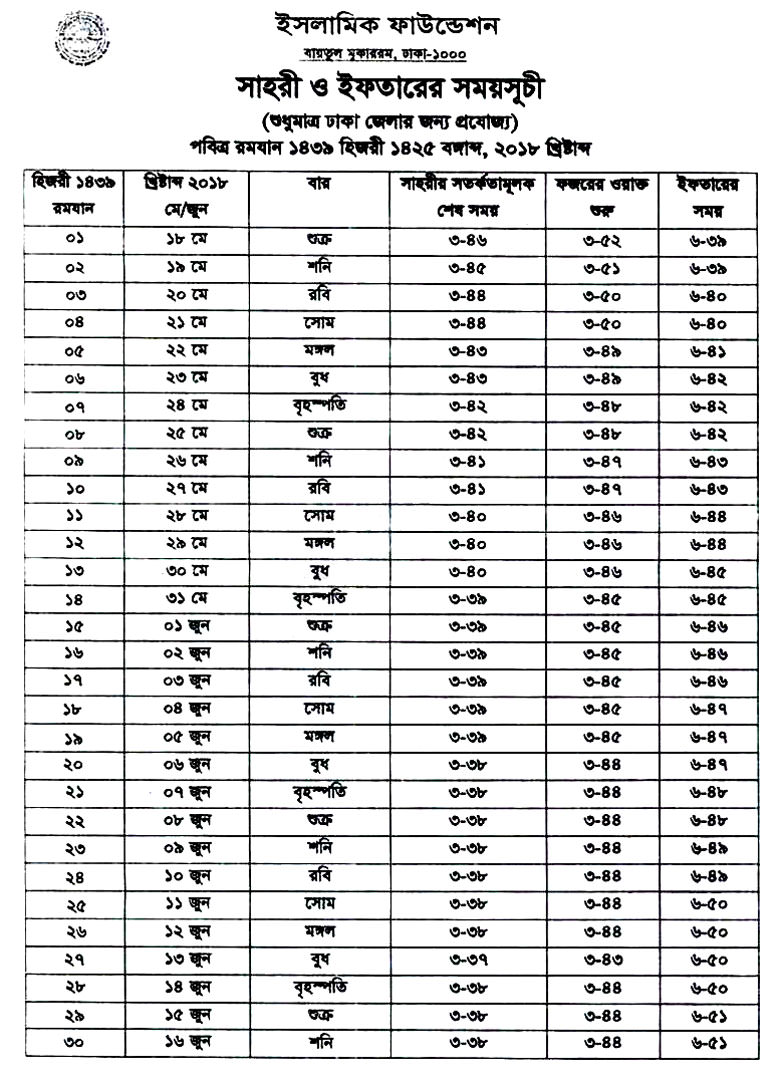 ইসলামিক ফাউন্ডেশন
বায়তুল মুকাররম, ঢাকা-১০০০
সাহরী ও ইফতারের সময়সূচী
(শুধুমাত্র ঢাকা জেলার জন্য প্রযোজ্য)
পবিত্র রমযান ১৪৩৯ হিজরী ১৪২৫ বঙ্গাব্দ, ২০১৮ খ্রিষ্টাব্দ
হিজরী ১৪৩৯ রমযান খ্রিষ্টাব্দ ২০১৮ মে/জুন বার সাহরীর সতর্কতামূলক শেষ সময় ফজরের ওয়াক্ত শুরু ইফতারের সময়
০১ ১৮ মে শুক্র ৩-৪৬ ৩-৫২ ৬-৩৯
০২ ১৯ মে শনি ৩-৪৫ ৩-৫১ ৬-৩৯
০৩ ২০ মে রবি ৩-৪৪ ৩-৫০ ৬-৪০
০৪ ২১ মে সোম ৩-৪৪ ৩-৫০ ৬-৪০
০৫ ২২ মে মঙ্গল ৩-৪৩ ৩-৪৯ ৬-৪১
০৬ ২৩ মে বুধ ৩-৪৩ ৩-৪৯ ৬-৪২
০৭ ২৪ মে বৃহস্পতি ৩-৪২ ৩-৪৮ ৬-৪২
০৮ ২৫ মে শুক্র ৩-৪২ ৩-৪৮ ৬-৪২
০৯ ২৬ মে শনি ৩-৪১ ৩-৪৭ ৬-৪৩
১০ ২৭ মে রবি ৩-৪১ ৩-৪৭ ৬-৪৩
১১ ২৮ মে সোম ৩-৪০ ৩-৪৬ ৬-৪৪
১২ ২৯ মে মঙ্গল ৩-৪০ ৩-৪৬ ৬-৪৪
১৩ ৩০ মে বুধ ৩-৪০ ৩-৪৬ ৬-৪৫
১৪ ৩১ মে বৃহস্পতি ৩-৩৯ ৩-৪৫ ৬-৪৫
১৫ ০১ জুন শুক্র ৩-৩৯ ৩-৪৫ ৬-৪৬
১৬ ০২ জুন শনি ৩-৩৯ ৩-৪৫ ৬-৪৬
১৭ ০৩ জুন রবি ৩-৩৯ ৩-৪৫ ৬-৪৬
১৮ ০৪ জুন সোম ৩-৩৯ ৩-৪৫ ৬-৪৭
১৯ ০৫ জুন মঙ্গল ৩-৩৯ ৩-৪৫ ৬-৪৭
২০ ০৬ জুন বুধ ৩-৩৮ ৩-৪৪ ৬-৪৭
২১ ০৭ জুন বৃহস্পতি ৩-৩৮ ৩-৪৪ ৬-৪৮
২২ ০৮ জুন শুক্র ৩-৩৮ ৩-৪৪ ৬-৪৮
২৩ ০৯ জুন শনি ৩-৩৮ ৩-৪৪ ৬-৪৯
২৪ ১০ জুন রবি ৩-৩৮ ৩-৪৪ ৬-৪৯
২৫ ১১ জুন সোম ৩-৩৮ ৩-৪৪ ৬-৫০
২৬ ১২ জুন মঙ্গল ৩-৩৮ ৩-৪৪ ৬-৫০
২৭ ১৩ জুন বুধ ৩-৩৭ ৩-৪৩ ৬-৫০
২৮ ১৪ জুন বৃহস্পতি ৩-৩৮ ৩-৪৪ ৬-৫০
২৯ ১৫ জুন শুক্র ৩-৩৮ ৩-৪৪ ৬-৫১
৩০ ১৬ জুন শনি ৩-৩৮ ৩-৪৪ ৬-৫১